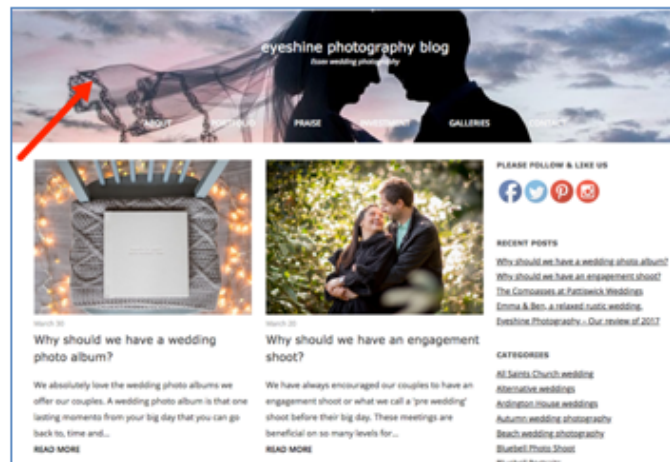 eyeshine photography blog
Essex wedding photography
ABOUT
PORTFOLIO
PRAISE
INVESTMENT
GALLERIES
CONTACT
March 30
Why should we have a wedding
photo album?
We absolutely love the wedding photo albums we
offer our couples. A wedding photo album is that one
lasting moments from your big day that you can go
back to, time and...
READ MORE
March 20
Why should we have an engagement
shoot?
We have always encouraged our couples to have an
engagement shoot or what we call a 'pre wedding'
shoot before their big day. These meetings are
beneficial on so many levels for...
READ MORE
PLEASE FOLLOW & LIKE US
RECENT POSTS
Why should we have a wedding photo album?
Why should we have an engagement shoot?
The Compasses at Pattiswick Weddings
Emma & Ben, a relaxed rustic wedding.
Eyeshine Photography – Our review of 2017
CATEGORIES
All Saints Church wedding
Alternative weddings
Ardington House weddings
Autumn wedding photography
Beach wedding photography
Bluebell Photo Shoot